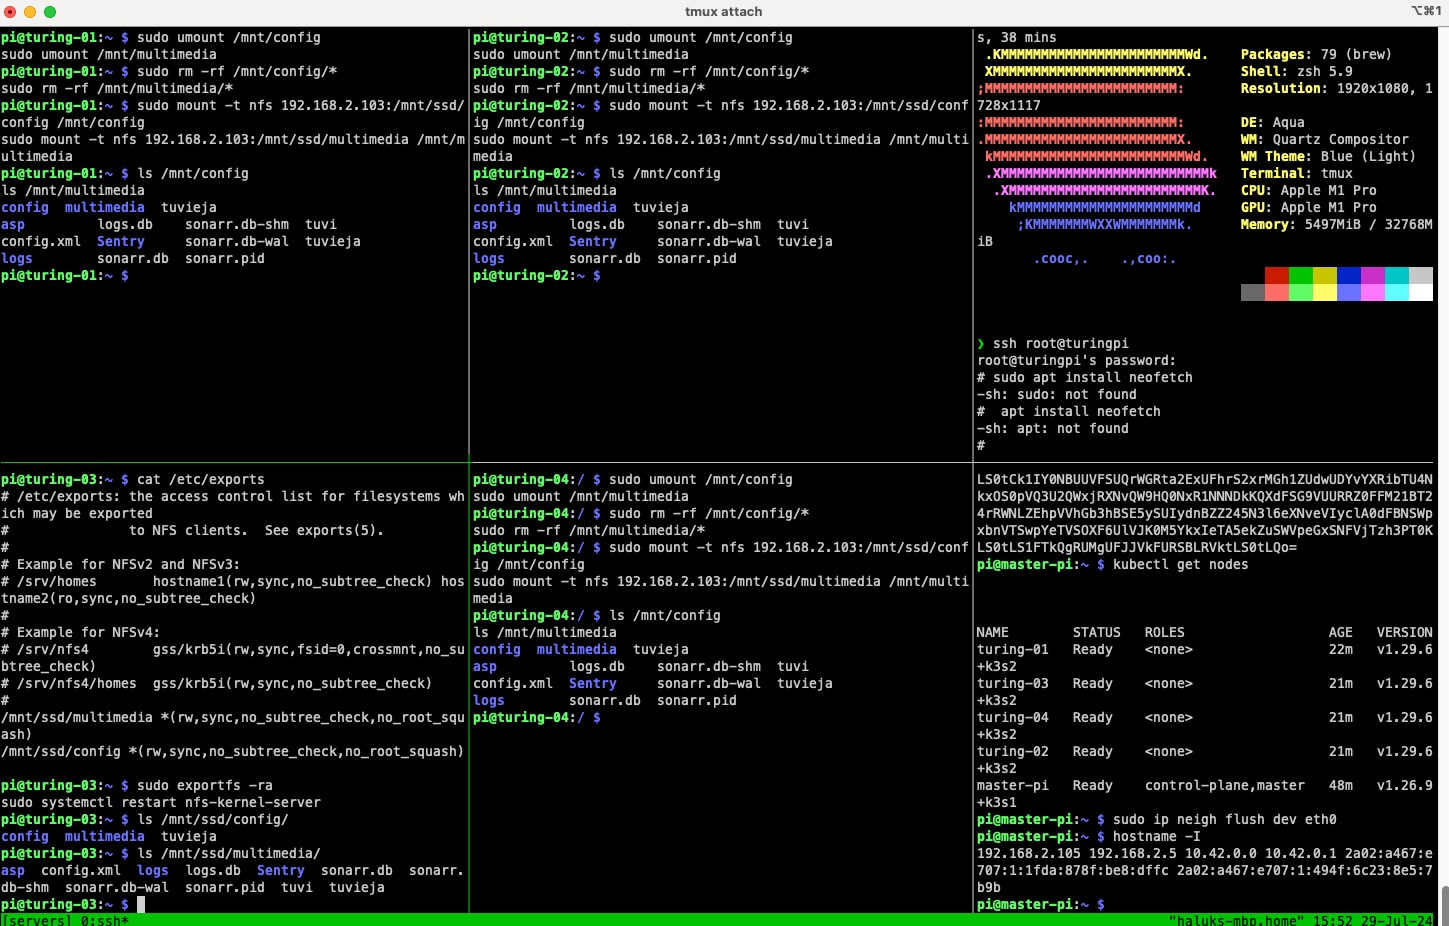 tmux attach
⌥⌘1
pi@turing-01:~ $ sudo umount /mnt/config
sudo umount /mnt/multimedia
pi@turing-01:~ $ sudo rm -rf /mnt/config/*
sudo rm -rf /mnt/multimedia/*
pi@turing-01:~ $ sudo mount -t nfs 192.168.2.103:/mnt/ssd/
config /mnt/config
sudo mount -t nfs 192.168.2.103:/mnt/ssd/multimedia /mnt/m
ultimedia
pi@turing-01:~ $ ls /mnt/config
ls /mnt/multimedia
config  multimedia  tuvieja
asp         logs.db    sonarr.db-shm  tuvi
config.xml  Sentry     sonarr.db-wal  tuvieja
logs        sonarr.db  sonarr.pid
pi@turing-01:~ $
pi@turing-02:~ $ sudo umount /mnt/config
sudo umount /mnt/multimedia
pi@turing-02:~ $ sudo rm -rf /mnt/config/*
sudo rm -rf /mnt/multimedia/*
pi@turing-02:~ $ sudo mount -t nfs 192.168.2.103:/mnt/ssd/conf
ig /mnt/config
sudo mount -t nfs 192.168.2.103:/mnt/ssd/multimedia /mnt/multi
media
pi@turing-02:~ $ ls /mnt/config
ls /mnt/multimedia
config  multimedia  tuvieja
asp         logs.db    sonarr.db-shm  tuvi
config.xml  Sentry     sonarr.db-wal  tuvieja
logs        sonarr.db  sonarr.pid
pi@turing-02:~ $
s, 38 mins
Packages: 79 (brew)
Shell: zsh 5.9
Resolution: 1920x1080, 1
728x1117
DE: Aqua
WM: Quartz Compositor
WM Theme: Blue (Light)
Terminal: tmux
CPU: Apple M1 Pro
GPU: Apple M1 Pro
Memory: 5497MiB / 32768M
iB
❯ ssh root@turingpi
root@turingpi's password:
# sudo apt install neofetch
-sh: sudo: not found
#  apt install neofetch
-sh: apt: not found
#
pi@turing-03:~ $ cat /etc/exports
# /etc/exports: the access control list for filesystems wh
ich may be exported
#               to NFS clients.  See exports(5).
#
# Example for NFSv2 and NFSv3:
# /srv/homes       hostname1(rw,sync,no_subtree_check) hos
tname2(ro,sync,no_subtree_check)
#
# Example for NFSv4:
# /srv/nfs4        gss/krb5i(rw,sync,fsid=0,crossmnt,no_su
btree_check)
# /srv/nfs4/homes  gss/krb5i(rw,sync,no_subtree_check)
#
/mnt/ssd/multimedia *(rw,sync,no_subtree_check,no_root_squ
ash)
/mnt/ssd/config *(rw,sync,no_subtree_check,no_root_squash)
pi@turing-03:~ $ sudo exportfs -ra
sudo systemctl restart nfs-kernel-server
pi@turing-03:~ $ ls /mnt/ssd/config/
config  multimedia  tuvieja
pi@turing-03:~ $ ls /mnt/ssd/multimedia/
asp  config.xml  logs  logs.db  Sentry  sonarr.db  sonarr.
db-shm  sonarr.db-wal  sonarr.pid  tuvi  tuvieja
pi@turing-03:~ $
pi@turing-04:/ $ sudo umount /mnt/config
sudo umount /mnt/multimedia
pi@turing-04:/ $ sudo rm -rf /mnt/config/*
sudo rm -rf /mnt/multimedia/*
pi@turing-04:/ $ sudo mount -t nfs 192.168.2.103:/mnt/ssd/conf
ig /mnt/config
sudo mount -t nfs 192.168.2.103:/mnt/ssd/multimedia /mnt/multi
media
pi@turing-04:/ $ ls /mnt/config
ls /mnt/multimedia
config  multimedia  tuvieja
asp         logs.db    sonarr.db-shm  tuvi
config.xml  Sentry     sonarr.db-wal  tuvieja
logs        sonarr.db  sonarr.pid
pi@turing-04:/ $
pi@master-pi:~ $ kubectl get nodes
NAME        STATUS   ROLES                  AGE   VERSION
turing-01   Ready    <none>                 22m   v1.29.6
+k3s2
turing-03   Ready    <none>                 21m   v1.29.6
+k3s2
turing-04   Ready    <none>                 21m   v1.29.6
+k3s2
turing-02   Ready    <none>                 21m   v1.29.6
+k3s2
master-pi   Ready    control-plane,master   48m   v1.26.9
+k3s1
pi@master-pi:~ $ sudo ip neigh flush dev eth0
pi@master-pi:~ $ hostname -I
192.168.2.105 192.168.2.5 10.42.0.0 10.42.0.1 2a02:a467:e
707:1:1fda:878f:be8:dffc 2a02:a467:e707:1:494f:6c23:8e5:7
b9b
pi@master-pi:~ $
[servers] 0:ssh*
"haluks-mbp.home" 15:52 29-Jul-24